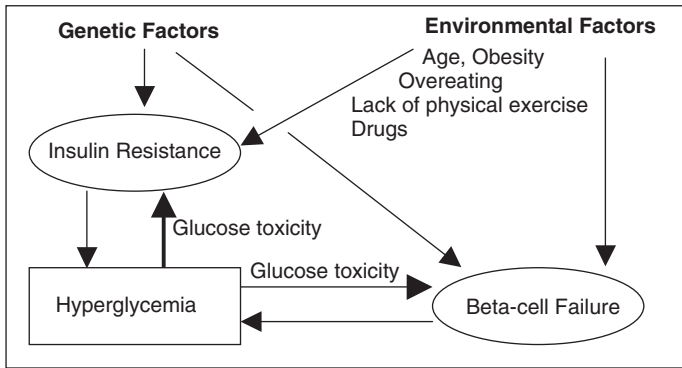 Genetic Factors
Environmental Factors
Age, Obesity
Overeating
Lack of physical exercise
Drugs
Insulin Resistance
Glucose toxicity
Glucose toxicity
Hyperglycemia
Beta-cell Failure